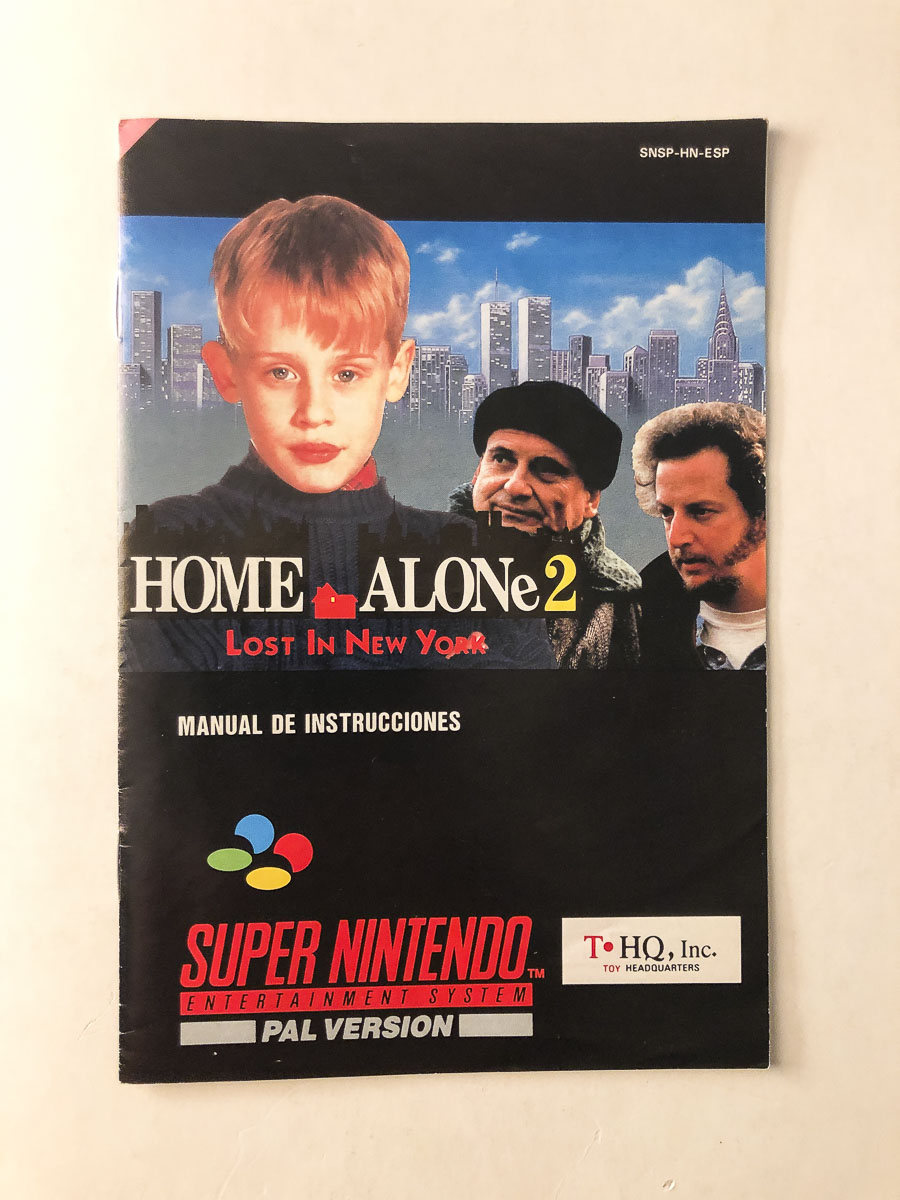 SNSP-HN-ESP
HOME ALONe 2
LOST IN NEW YORK
MANUAL DE INSTRUCCIONES
SUPER NINTENDO TM
ENTERTAINMENT SYSTEM
PAL VERSION
T•HQ, Inc.
TOY HEADQUARTERS